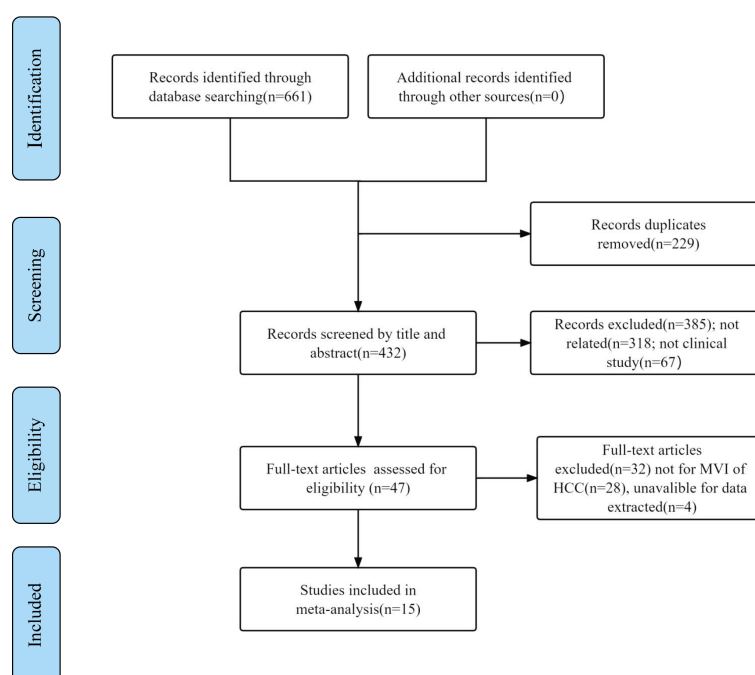 Identification
Records identified through
database searching(n=661)
Additional records identified
through other sources(n=0)
Screening
Records duplicates
removed(n=229)
Records screened by title and
abstract(n=432)
Records excluded(n=385); not
related(n=318; not clinical
study(n=67)
Eligibility
Full-text articles assessed for
eligibility (n=47)
Full-text articles
excluded(n=32) not for MVI of
HCC(n=28), unavalible for data
extracted(n=4)
Included
Studies included in
meta-analysis(n=15)